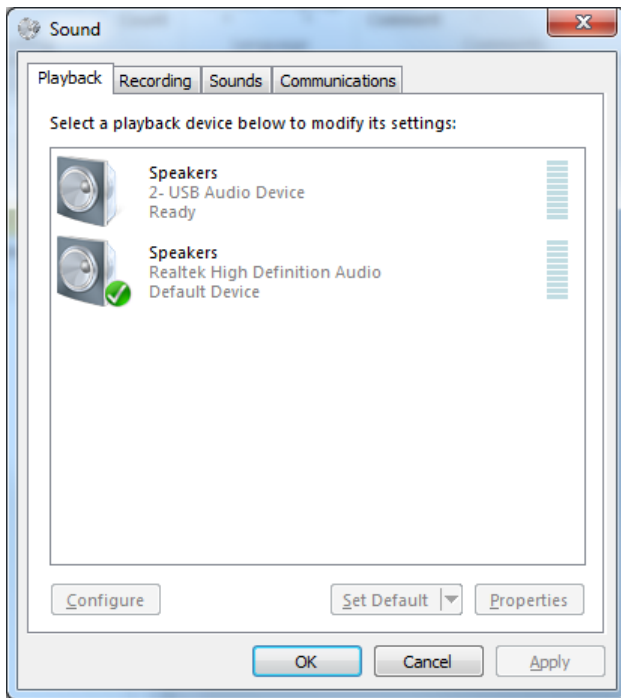 Sound
Playback Recording Sounds Communications
Select a playback device below to modify its settings:
Speakers
2- USB Audio Device
Ready
Speakers
Realtek High Definition Audio
Default Device
Configure Set Default Properties
OK Cancel Apply